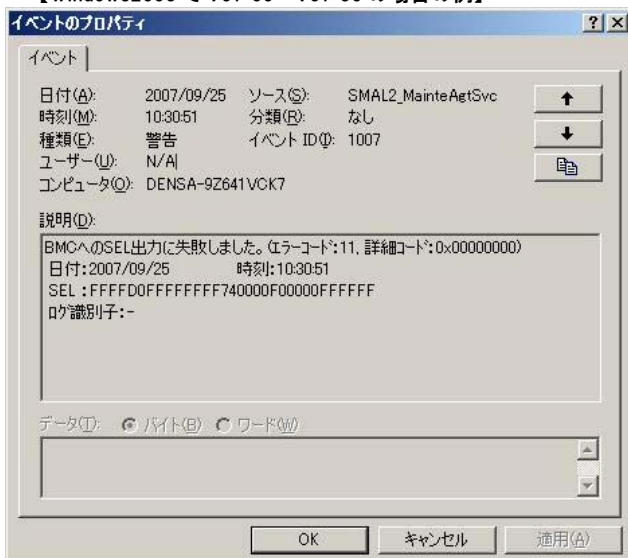 イベントのプロパティ
イベント
日付(A): 2007/09/25 ソース(S): SMAL2_MainteAgtSvc
時刻(M): 10:30:51 分類(R): なし
種類(E): 警告 イベント ID(I): 1007
ユーザー(U): N/A
コンピュータ(O): DENSA-9Z641VCK7
説明(D):
BMCへのSEL出力に失敗しました。(エラーコード:11, 詳細コード:0x00000000)
日付:2007/09/25 時刻:10:30:51
SEL :FFFFD0FFFFFFFF740000F00000FFFFFF
ログ識別子:-
データ(T): バイト(B) ワード(W)
OK キャンセル 適用(A)